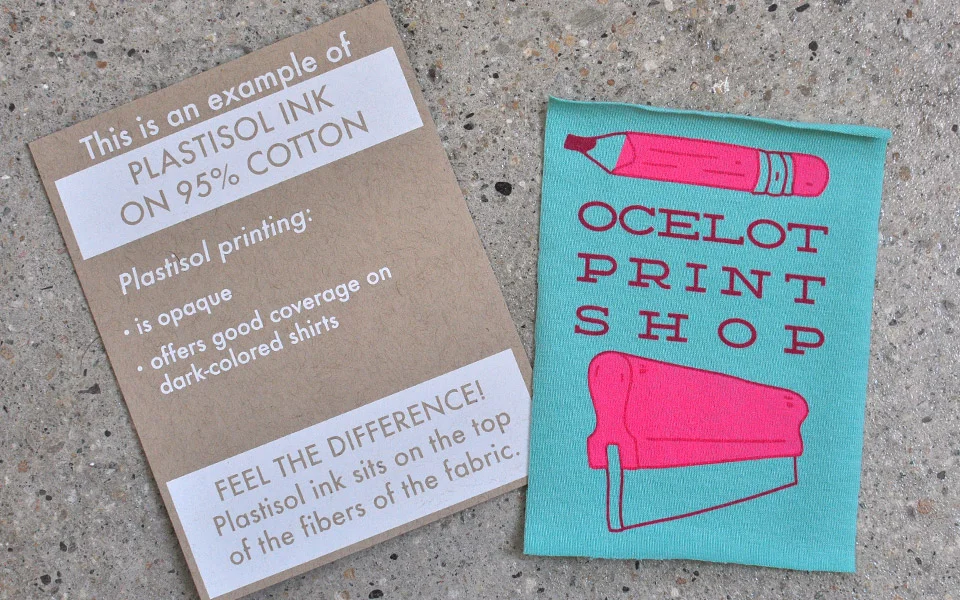 This is an example of
PLASTISOL INK
ON 95% COTTON
Plastisol printing:
• is opaque
• offers good coverage on
dark-colored shirts
FEEL THE DIFFERENCE!
Plastisol ink sits on the top
of the fibers of the fabric.
OCELOT
PRINT
SHOP